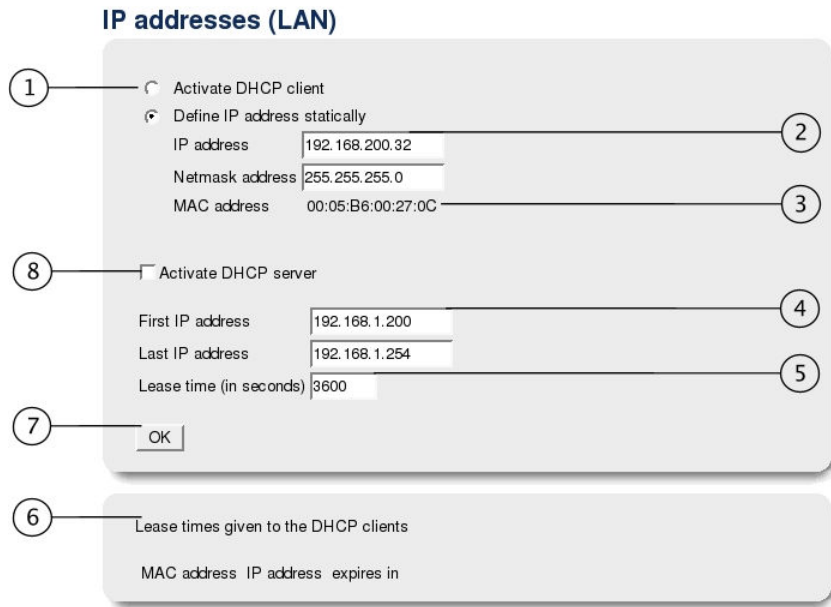 IP addresses (LAN)
1 Activate DHCP client
Define IP address statically
IP address 192.168.200.32 2
Netmask address 255.255.255.0
MAC address 00:05:B6:00:27:0C 3
8 Activate DHCP server
First IP address 192.168.1.200 4
Last IP address 192.168.1.254
Lease time (in seconds) 3600 5
7 OK
6 Lease times given to the DHCP clients
MAC address IP address expires in